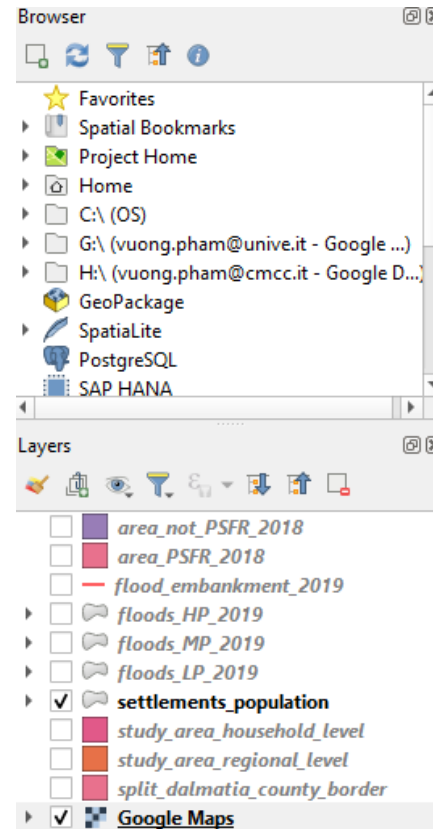 Browser
Favorites
Spatial Bookmarks
Project Home
Home
C:\ (OS)
G:\ (vuong.pham@unive.it - Google ...)
H:\ (vuong.pham@cmcc.it - Google D...)
GeoPackage
SpatiaLite
PostgreSQL
SAP HANA
Layers
area_not_PSFR_2018
area_PSFR_2018
flood_embankment_2019
floods_HP_2019
floods_MP_2019
floods_LP_2019
settlements_population
study_area_household_level
study_area_regional_level
split_dalmatia_county_border
Google Maps